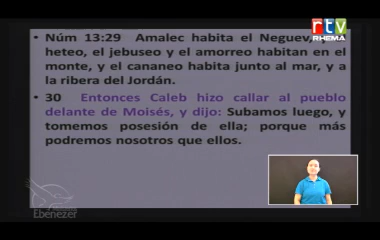 rtv
RHEMA
• Núm 13:29 Amalec habita el Neguev,
heteo, el jebuseo y el amorreo habitan en el
monte, y el cananeo habita junto al mar, y a
la ribera del Jordán.
• 30 Entonces Caleb hizo callar al pueblo
delante de Moisés, y dijo: Subamos luego, y
tomemos posesión de ella; porque más
podremos nosotros que ellos.
Ebenezer